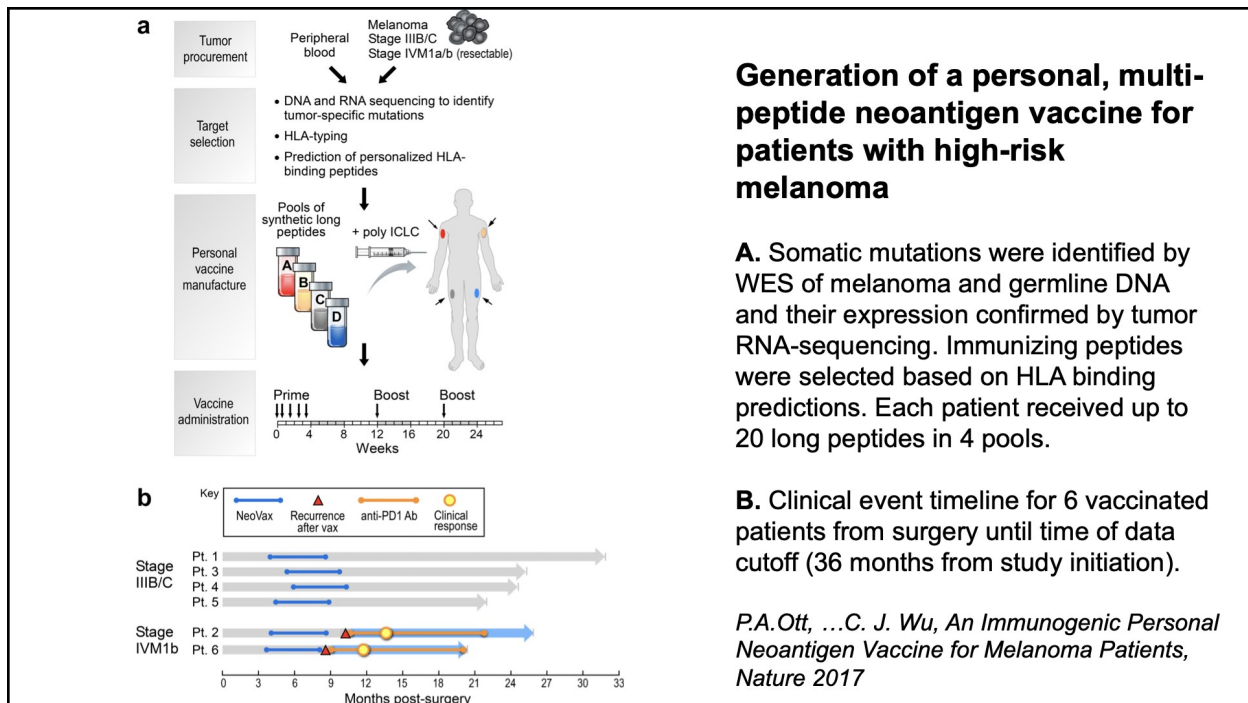 a
Tumor
procurement
Peripheral
blood
Melanoma
Stage IIIB/C
Stage IVM1a/b (resectable)
Target
selection
• DNA and RNA sequencing to identify
tumor-specific mutations
• HLA-typing
• Prediction of personalized HLA-
binding peptides
Personal
vaccine
manufacture
Pools of
synthetic long
peptides
+ poly ICLC
A
B
C
D
Vaccine
administration
Prime
Boost
Boost
0 4 8 12 16 20 24
Weeks
b
Key
NeoVax
Recurrence
after vax
anti-PD1 Ab
Clinical
response
Stage
IIIB/C
Pt. 1
Pt. 3
Pt. 4
Pt. 5
Stage
IVM1b
Pt. 2
Pt. 6
0 3 6 9 12 15 18 21 24 27 30 33
Months post-surgery
Generation of a personal, multi-
peptide neoantigen vaccine for
patients with high-risk
melanoma
A. Somatic mutations were identified by
WES of melanoma and germline DNA
and their expression confirmed by tumor
RNA-sequencing. Immunizing peptides
were selected based on HLA binding
predictions. Each patient received up to
20 long peptides in 4 pools.
B. Clinical event timeline for 6 vaccinated
patients from surgery until time of data
cutoff (36 months from study initiation).
P.A.Ott, ...C. J. Wu, An Immunogenic Personal
Neoantigen Vaccine for Melanoma Patients,
Nature 2017